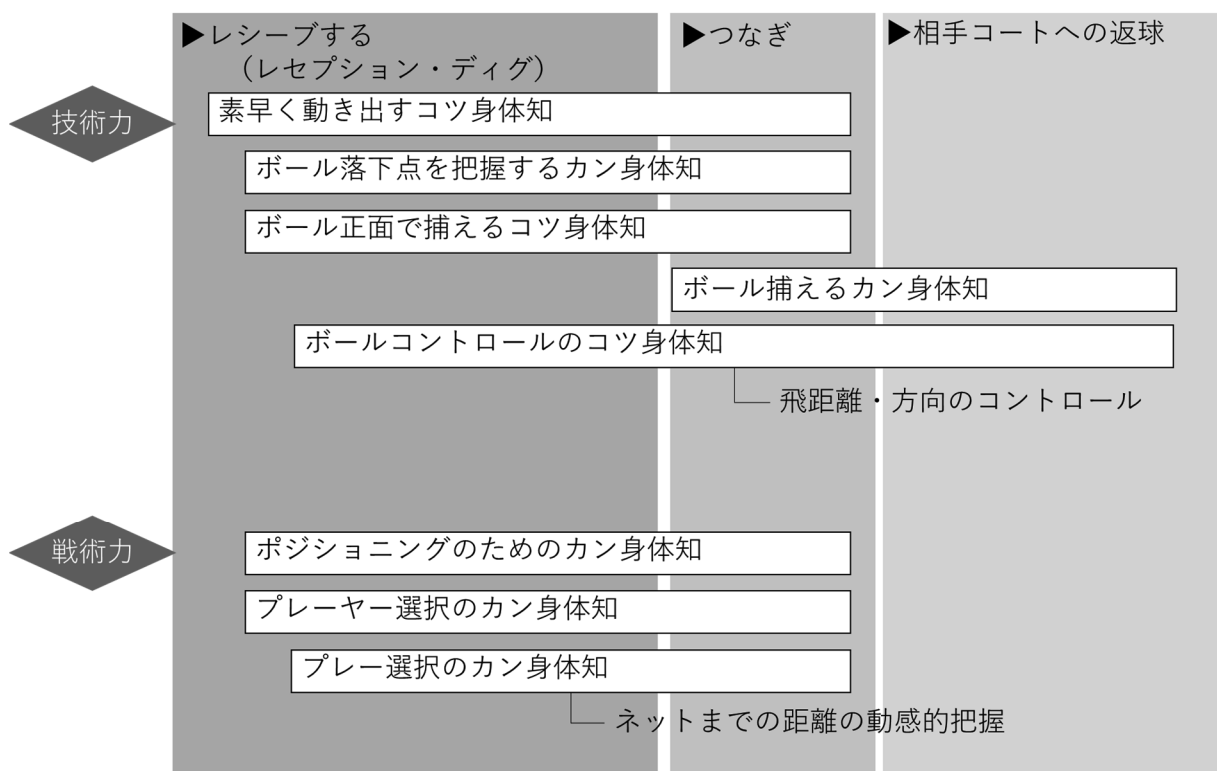 ▶レシーブする
（レセプション・ディグ）
▶つなぎ
▶相手コートへの返球
技術力
素早く動き出すコツ身体知
ボール落下点を把握するカン身体知
ボール正面で捕えるコツ身体知
ボール捕えるカン身体知
ボールコントロールのコツ身体知
飛距離・方向のコントロール
戦術力
ポジショニングのためのカン身体知
プレーヤー選択のカン身体知
プレー選択のカン身体知
ネットまでの距離の動感的把握